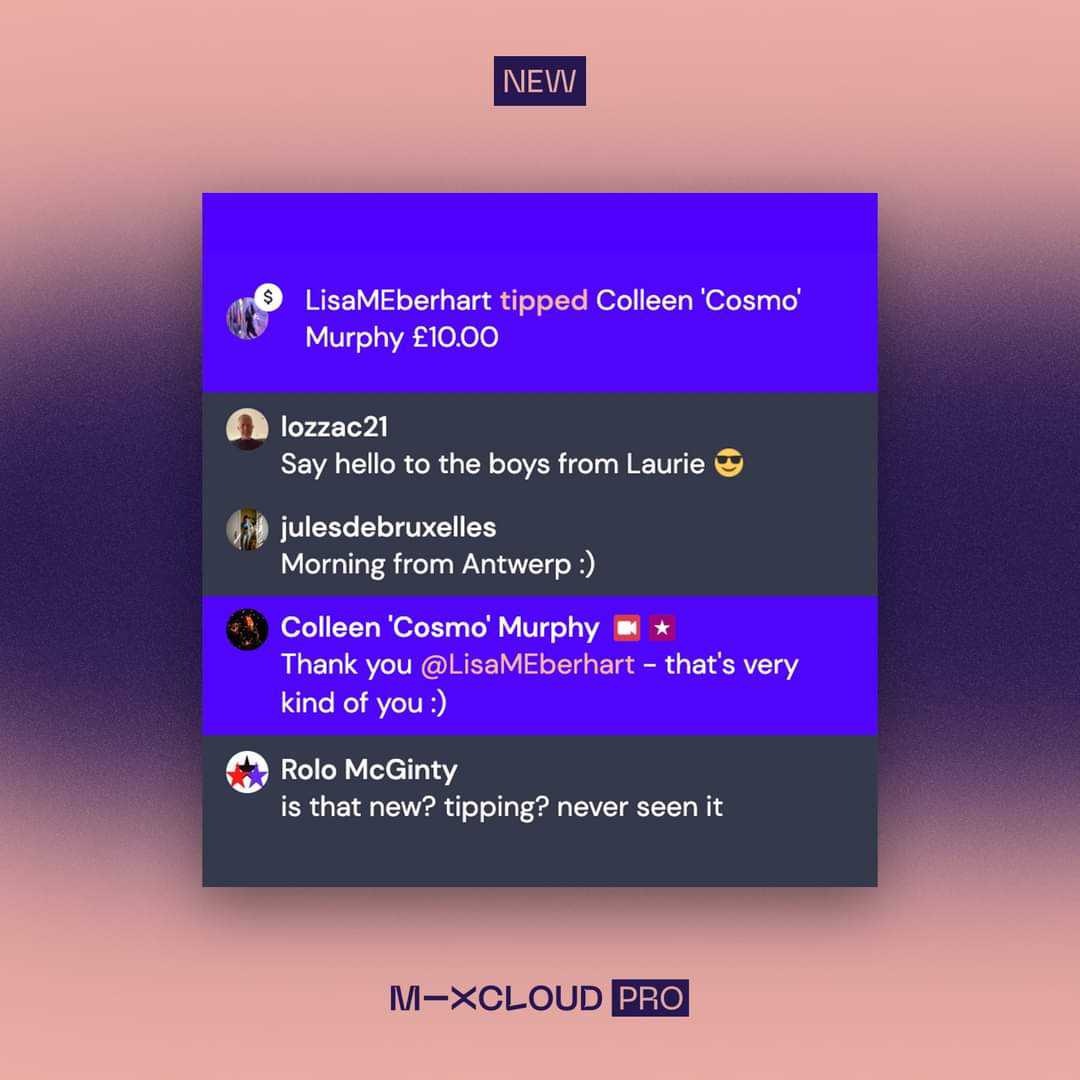 NEW
$
LisaMEberhart tipped Colleen 'Cosmo'
Murphy £10.00
lozzac21
Say hello to the boys from Laurie 😎
julesdebruxelles
Morning from Antwerp :)
Colleen 'Cosmo' Murphy
Thank you @LisaMEberhart – that's very
kind of you :)
Rolo McGinty
is that new? tipping? never seen it
MIXCLOUD PRO